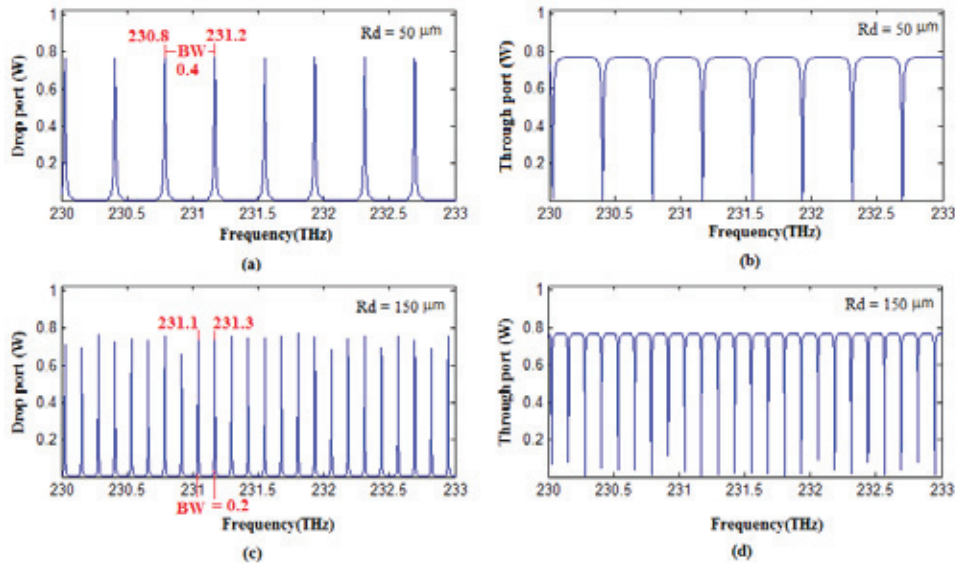 1
0.8
0.6
0.4
0.2
Drop port (W)
230.8
231.2
BW
0.4
Rd = 50 μm
230 230.5 231 231.5 232 232.5 233
Frequency(THz)
(a)
1
0.8
0.6
0.4
0.2
Through port (W)
Rd = 50 μm
230 230.5 231 231.5 232 232.5 233
Frequency(THz)
(b)
1
0.8
0.6
0.4
0.2
Drop port (W)
231.1 231.3
Rd = 150 μm
230 230.5 231 231.5 232 232.5 233
BW = 0.2
Frequency(THz)
(c)
1
0.8
0.6
0.4
0.2
Through port (W)
Rd = 150 μm
230 230.5 231 231.5 232 232.5 233
Frequency(THz)
(d)